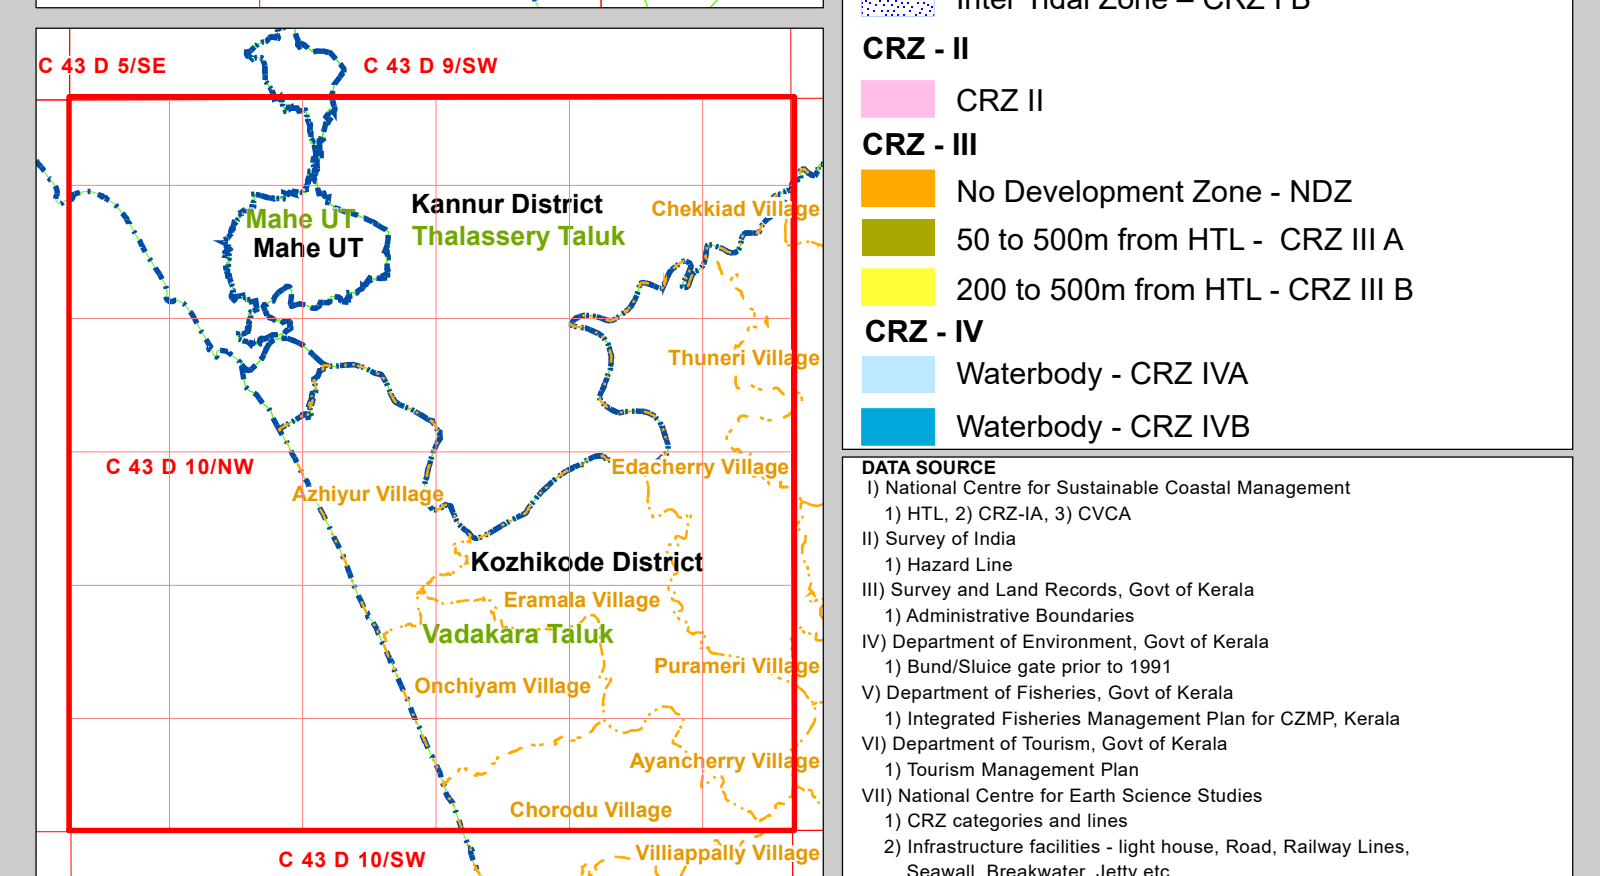 C 43 D 5/SE
C 43 D 9/SW
Kannur District
Thalassery Taluk
Chekkiad Village
Mahe UT
Mahe UT
Thuneri Village
C 43 D 10/NW
Edacherry Village
Azhiyur Village
Kozhikode District
Eramala Village
Vadakara Taluk
Purameri Village
Onchiyam Village
Ayancherry Village
Chorodu Village
C 43 D 10/SW
Villiappally Village
Inter Tidal Zone – CRZ I B
CRZ - II
CRZ II
CRZ - III
No Development Zone - NDZ
50 to 500m from HTL - CRZ III A
200 to 500m from HTL - CRZ III B
CRZ - IV
Waterbody - CRZ IVA
Waterbody - CRZ IVB
DATA SOURCE
I) National Centre for Sustainable Coastal Management
1) HTL, 2) CRZ-IA, 3) CVCA
II) Survey of India
1) Hazard Line
III) Survey and Land Records, Govt of Kerala
1) Administrative Boundaries
IV) Department of Environment, Govt of Kerala
1) Bund/Sluice gate prior to 1991
V) Department of Fisheries, Govt of Kerala
1) Integrated Fisheries Management Plan for CZMP, Kerala
VI) Department of Tourism, Govt of Kerala
1) Tourism Management Plan
VII) National Centre for Earth Science Studies
1) CRZ categories and lines
2) Infrastructure facilities - light house, Road, Railway Lines,
Seawall, Breakwater, Jetty etc